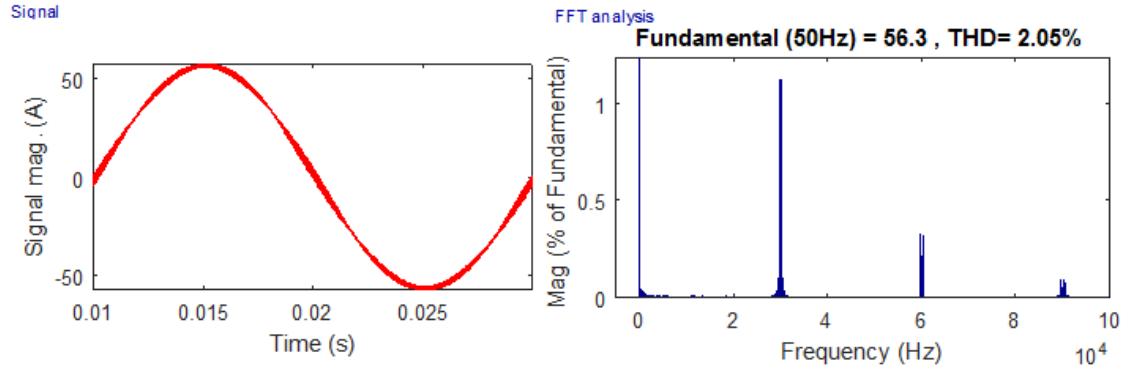 Signal
50
0
-50
Signal mag. (A)
0.01
0.015
0.02
0.025
Time (s)
FFT analysis
Fundamental (50Hz) = 56.3 , THD= 2.05%
1
0.5
0
Mag (% of Fundamental)
0
2
4
6
8
10
Frequency (Hz)
10^4